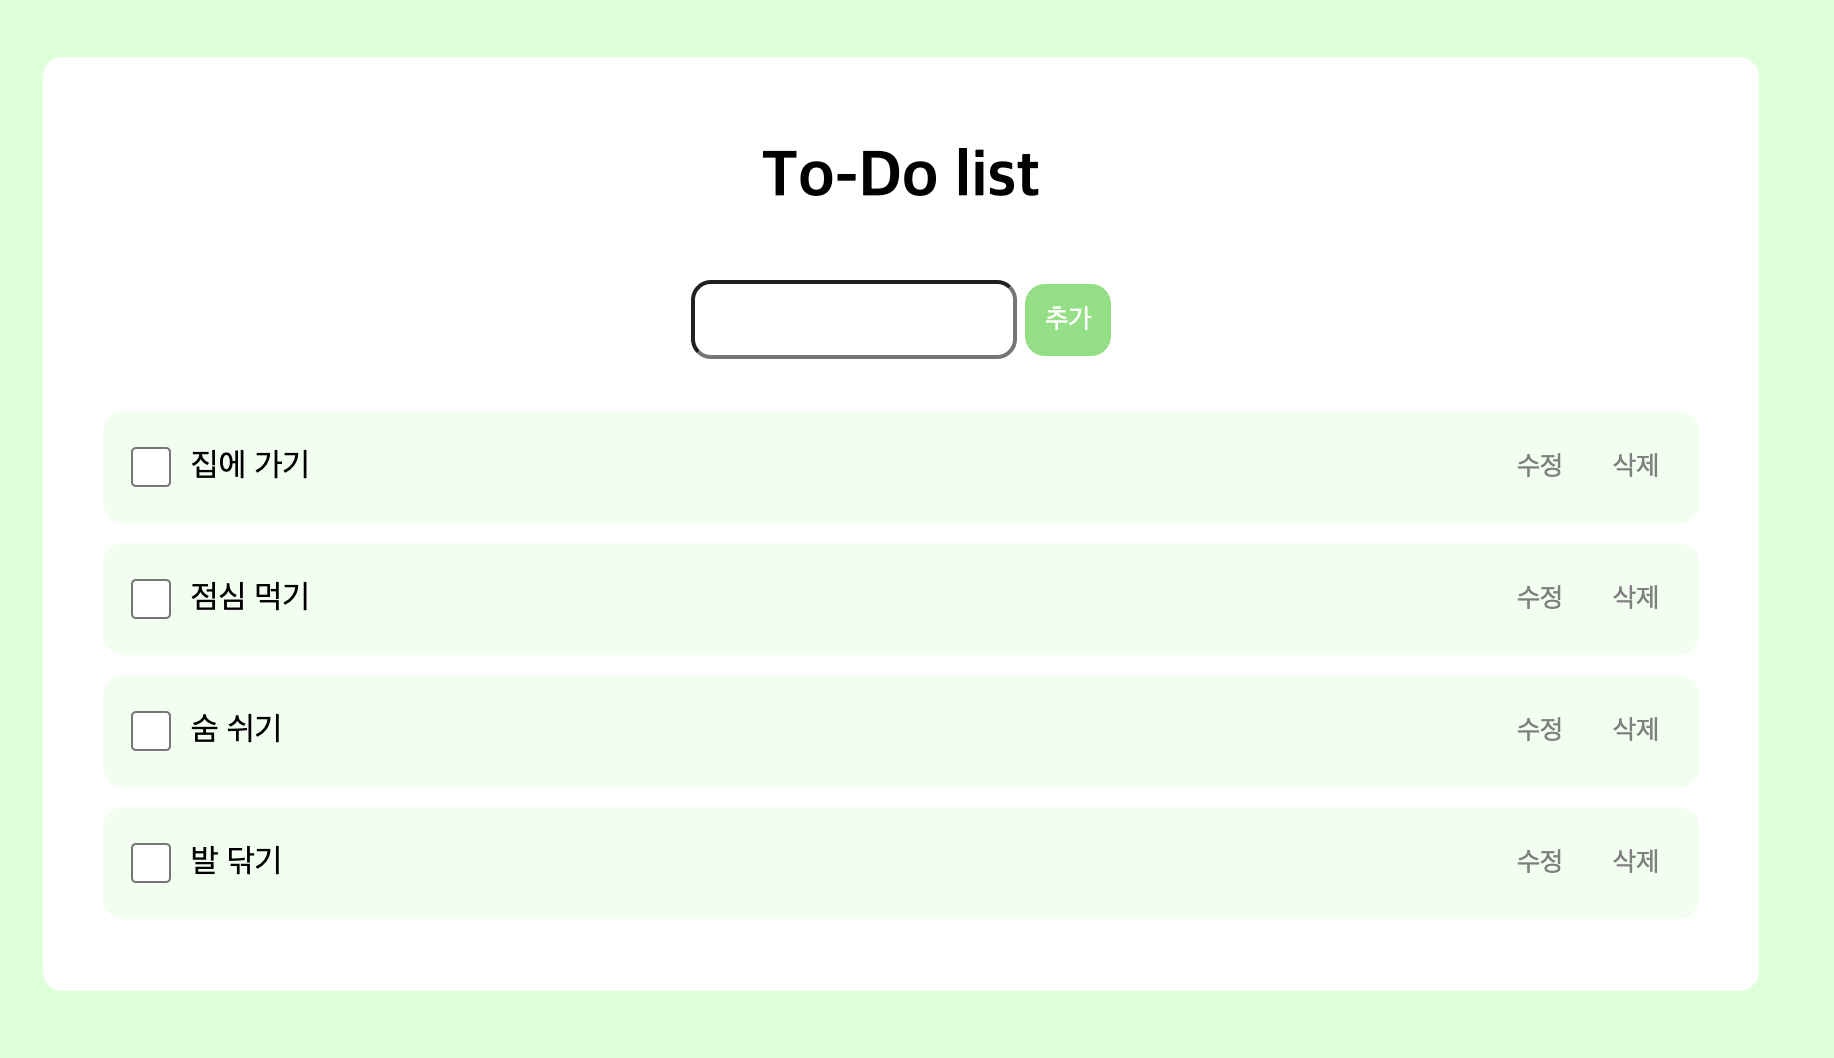 To-Do list
추가
집에 가기 수정 삭제
점심 먹기 수정 삭제
숨 쉬기 수정 삭제
발 닦기 수정 삭제